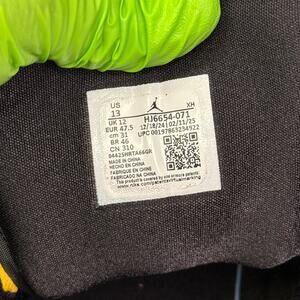 US
13
XH
UK 12
EUR 47.5
cm 31
BR 46
CN 310
HJ6654-071
12/18/24 | 02/11/25
UPC 00197863234922
MADE IN CHINA
HECHO EN CHINA
FABRIQUE EN CHINE
FABRICADO NA CHINA